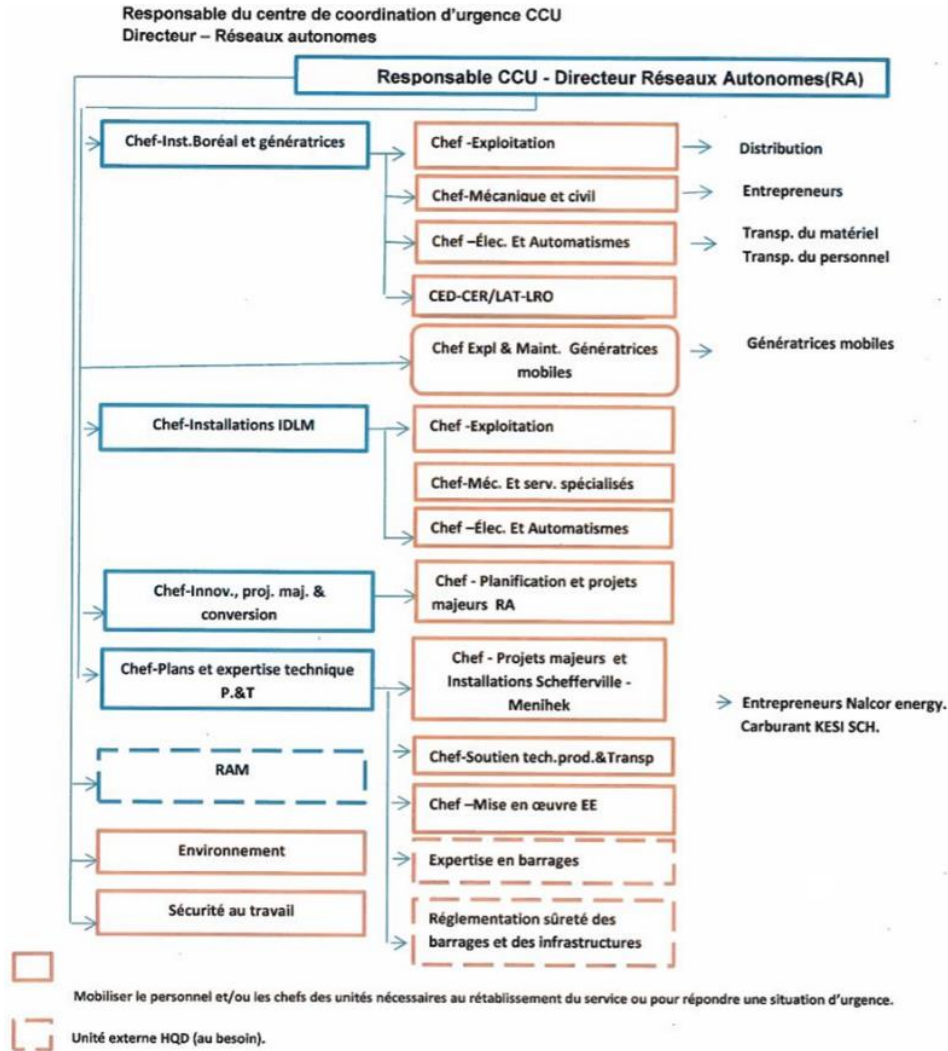 Responsable du centre de coordination d'urgence CCU
Directeur – Réseaux autonomes
Responsable CCU - Directeur Réseaux Autonomes(RA)
Chef-Inst.Boréal et génératrices
Chef -Exploitation
Distribution
Chef-Mécanique et civil
Entrepreneurs
Chef –Élec. Et Automatismes
Transp. du matériel
Transp. du personnel
CED-CER/LAT-LRO
Chef Expl & Maint. Génératrices
mobiles
Génératrices mobiles
Chef-Installations IDLM
Chef -Exploitation
Chef-Méc. Et serv. spécialisés
Chef –Élec. Et Automatismes
Chef-Innov., proj. maj. &
conversion
Chef - Planification et projets
majeurs RA
Chef-Plans et expertise technique
P.&T
Chef - Projets majeurs et
Installations Schefferville -
Menihek
Entrepreneurs Nalcor energy.
Carburant KESI SCH.
Chef-Soutien tech.prod.&Transp
RAM
Chef –Mise en œuvre EE
Environnement
Expertise en barrages
Sécurité au travail
Réglementation sûreté des
barrages et des infrastructures
Mobiliser le personnel et/ou les chefs des unités nécessaires au rétablissement du service ou pour répondre une situation d'urgence.
Unité externe HQD (au besoin).